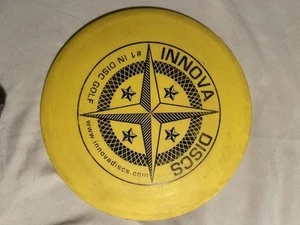 INNOVA DISCS
#1 IN DISC GOLF
www.innovadiscs.com